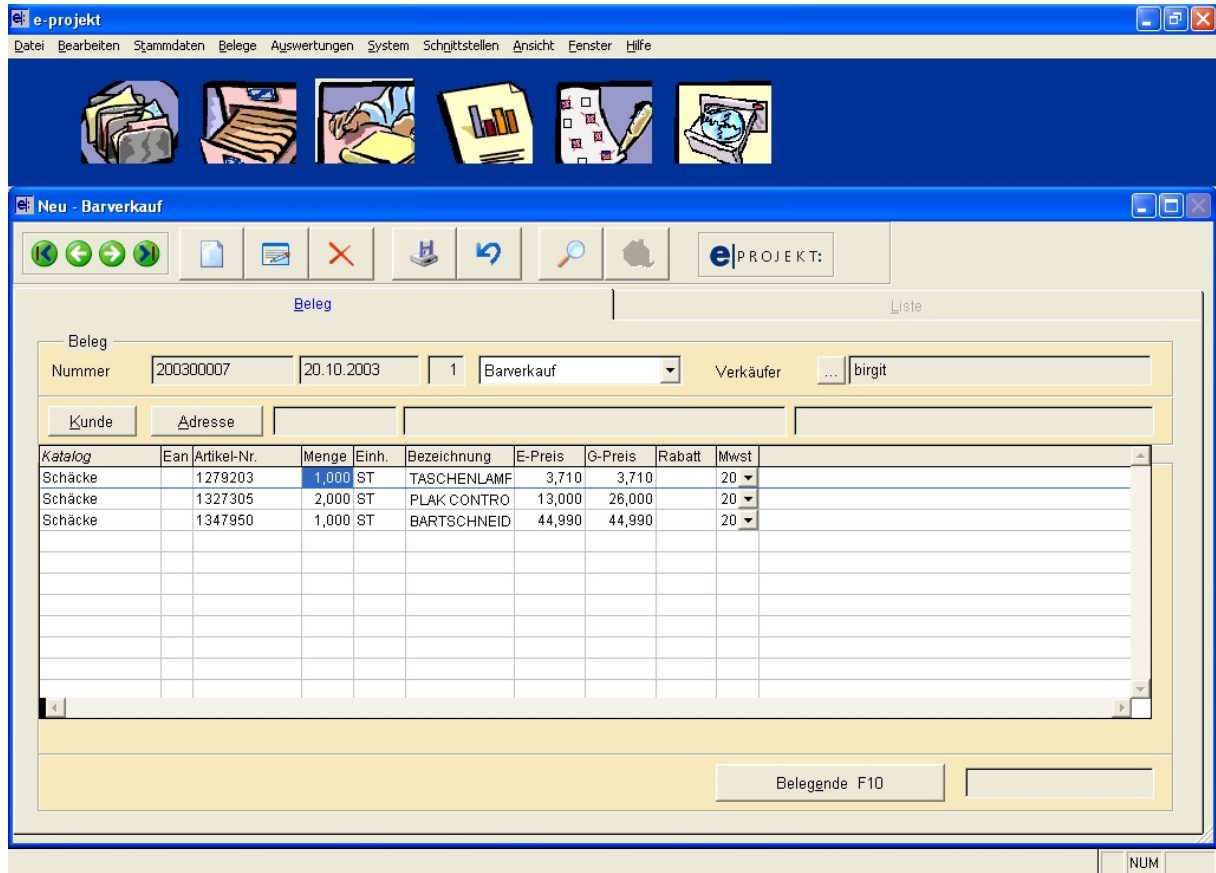 e-projekt
Datei Bearbeiten Stammdaten Belege Auswertungen System Schnittstellen Ansicht Fenster Hilfe
Neu - Barverkauf
e PROJEKT:
Beleg Liste
Beleg
Nummer 200300007 20.10.2003 1 Barverkauf Verkäufer ... birgit
Kunde Adresse
Katalog Ean Artikel-Nr. Menge Einh. Bezeichnung E-Preis G-Preis Rabatt Mwst
Schäcke 1279203 1,000 ST TASCHENLAMF 3,710 3,710 20
Schäcke 1327305 2,000 ST PLAK CONTRO 13,000 26,000 20
Schäcke 1347950 1,000 ST BARTSCHNEID 44,990 44,990 20
Belegende F10
NUM